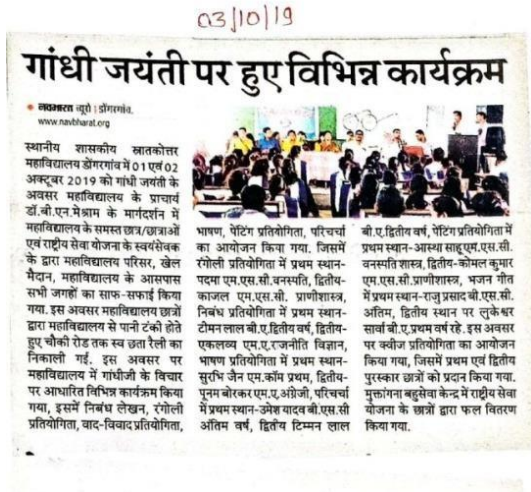 03/10/19
गांधी जयंती पर हुए विभिन्न कार्यक्रम
नवभारत ब्यूरो | डोंगरगांव.
www.navbharat.org
स्थानीय शासकीय स्नातकोत्तर
महाविद्यालय डोंगरगांव में 01 एवं 02
अक्टूबर 2019 को गांधी जयंती के
अवसर महाविद्यालय के प्राचार्य
डॉ.बी.एन.मेश्राम के मार्गदर्शन में
महाविद्यालय के समस्त छात्र/छात्राओं
एवं राष्ट्रीय सेवा योजना के स्वयंसेवक
के द्वारा महाविद्यालय परिसर, खेल
मैदान, महाविद्यालय के आसपास
सभी जगहों का साफ-सफाई किया
गया. इस अवसर महाविद्यालय छात्रों
द्वारा महाविद्यालय से पानी टंकी होते
हुए चौकी रोड तक स्व छता रैली का
निकाली गई. इस अवसर पर
महाविद्यालय में गांधीजी के विचार
पर आधारित विभिन्न कार्यक्रम किया
गया, इसमें निबंध लेखन, रंगोली
प्रतियोगिता, वाद-विवाद प्रतियोगिता,
भाषण, पेंटिंग प्रतियोगिता, परिचर्चा
का आयोजन किया गया. जिसमें
रंगोली प्रतियोगिता में प्रथम स्थान-
पदमा एम.एस.सी.वनस्पति, द्वितीय-
काजल एम.एस.सी. प्राणीशास्त्र,
निबंध प्रतियोगिता में प्रथम स्थान-
टीमन लाल बी.ए.द्वितीय वर्ष, द्वितीय-
एकलव्य एम.ए.राजनीति विज्ञान,
भाषण प्रतियोगिता में प्रथम स्थान-
सुरभि जैन एम.कॉम प्रथम, द्वितीय-
पूनम बोरकर एम.ए.अंग्रेजी, परिचर्चा
में प्रथम स्थान-उमेश यादव बी.एस.सी
अंतिम वर्ष, द्वितीय टिम्मन लाल
बी.ए.द्वितीय वर्ष, पेंटिंग प्रतियोगिता में
प्रथम स्थान-आस्था साहू एम.एस.सी.
वनस्पति शास्त्र, द्वितीय-कोमल कुमार
एम.एस.सी.प्राणीशास्त्र, भजन गीत
में प्रथम स्थान-राजु प्रसाद बी.एस.सी.
अंतिम, द्वितीय स्थान पर लुकेश्वर
सार्वा बी.ए.प्रथम वर्ष रहे. इस अवसर
पर क्वीज प्रतियोगिता का आयोजन
किया गया, जिसमें प्रथम एवं द्वितीय
पुरस्कार छात्रों को प्रदान किया गया.
मुक्तांगना बहुसेवा केन्द्र में राष्ट्रीय सेवा
योजना के छात्रों द्वारा फल वितरण
किया गया.